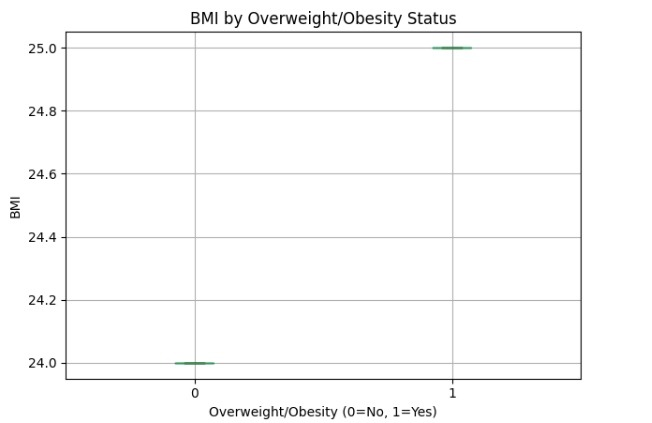 BMI by Overweight/Obesity Status
25.0
24.8
24.6
24.4
24.2
24.0
BMI
0
1
Overweight/Obesity (0=No, 1=Yes)